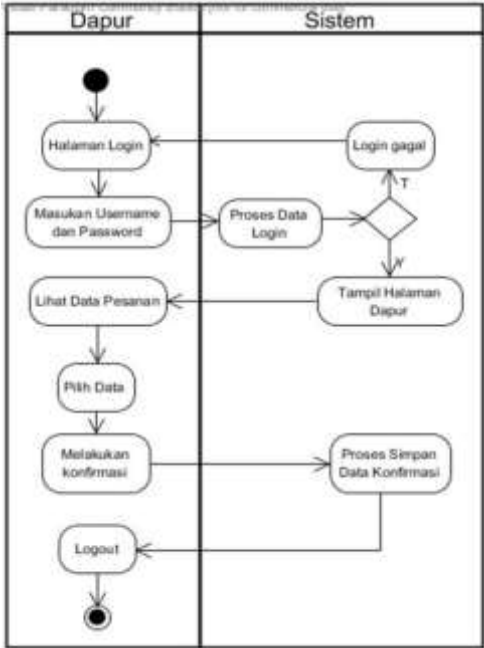 Dapur
Sistem
Halaman Login
Login gagal
T
Masukan Username
dan Password
Proses Data
Login
Y
Lihat Data Pesanan
Tampil Halaman
Dapur
Pilih Data
Melakukan
konfirmasi
Proses Simpan
Data Konfirmasi
Logout